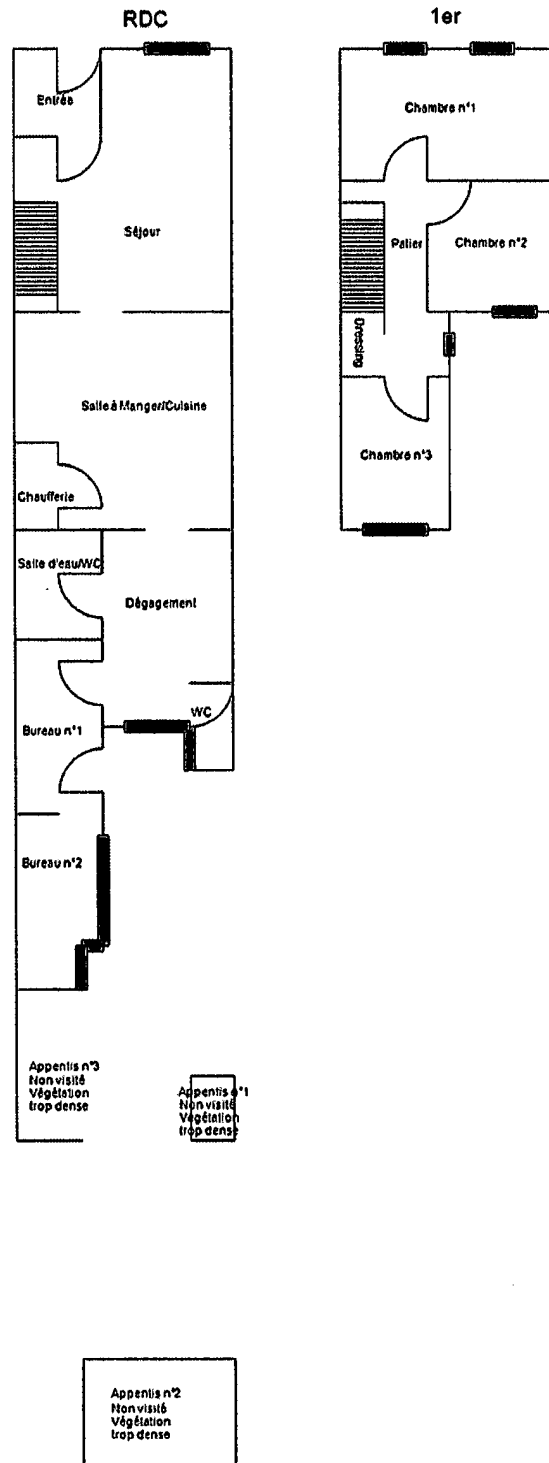 RDC
Entrée
Séjour
Salle à Manger/Cuisine
Chaufferie
Salle d'eau/WC
Dégagement
WC
Bureau n°1
Bureau n°2
Appentis n°3
Non visité
Végétation
trop dense
Appentis n°1
Non visité
Végétation
trop dense
Appentis n°2
Non visité
Végétation
trop dense
1er
Chambre n°1
Palier
Chambre n°2
Dressing
Chambre n°3